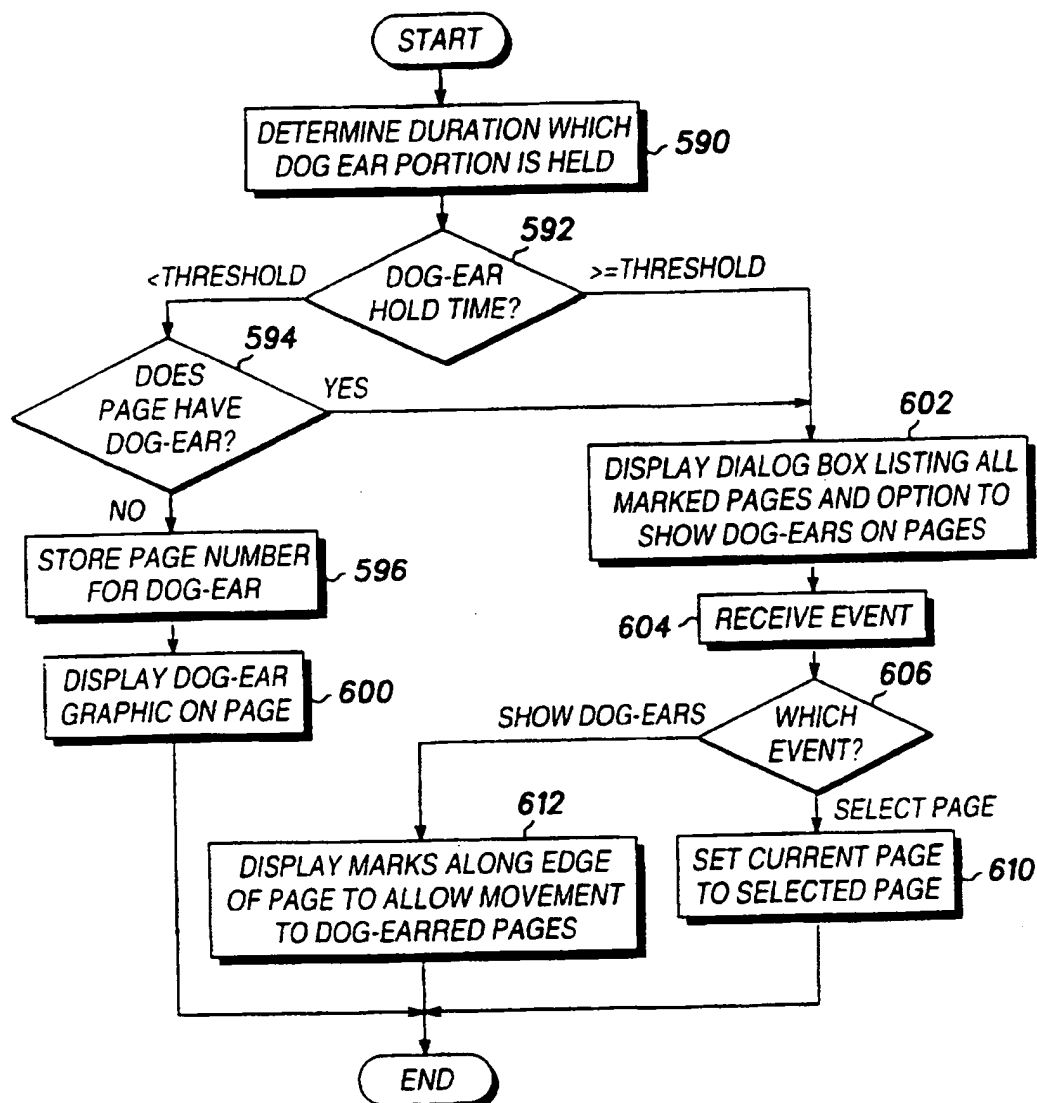 START
DETERMINE DURATION WHICH
DOG EAR PORTION IS HELD
590
592
<THRESHOLD
DOG-EAR
HOLD TIME?
>=THRESHOLD
594
DOES
PAGE HAVE
DOG-EAR?
YES
NO
602
DISPLAY DIALOG BOX LISTING ALL
MARKED PAGES AND OPTION TO
SHOW DOG-EARS ON PAGES
STORE PAGE NUMBER
FOR DOG-EAR
596
604
RECEIVE EVENT
DISPLAY DOG-EAR
GRAPHIC ON PAGE
600
606
SHOW DOG-EARS
WHICH
EVENT?
SELECT PAGE
612
DISPLAY MARKS ALONG EDGE
OF PAGE TO ALLOW MOVEMENT
TO DOG-EARRED PAGES
SET CURRENT PAGE
TO SELECTED PAGE
610
END